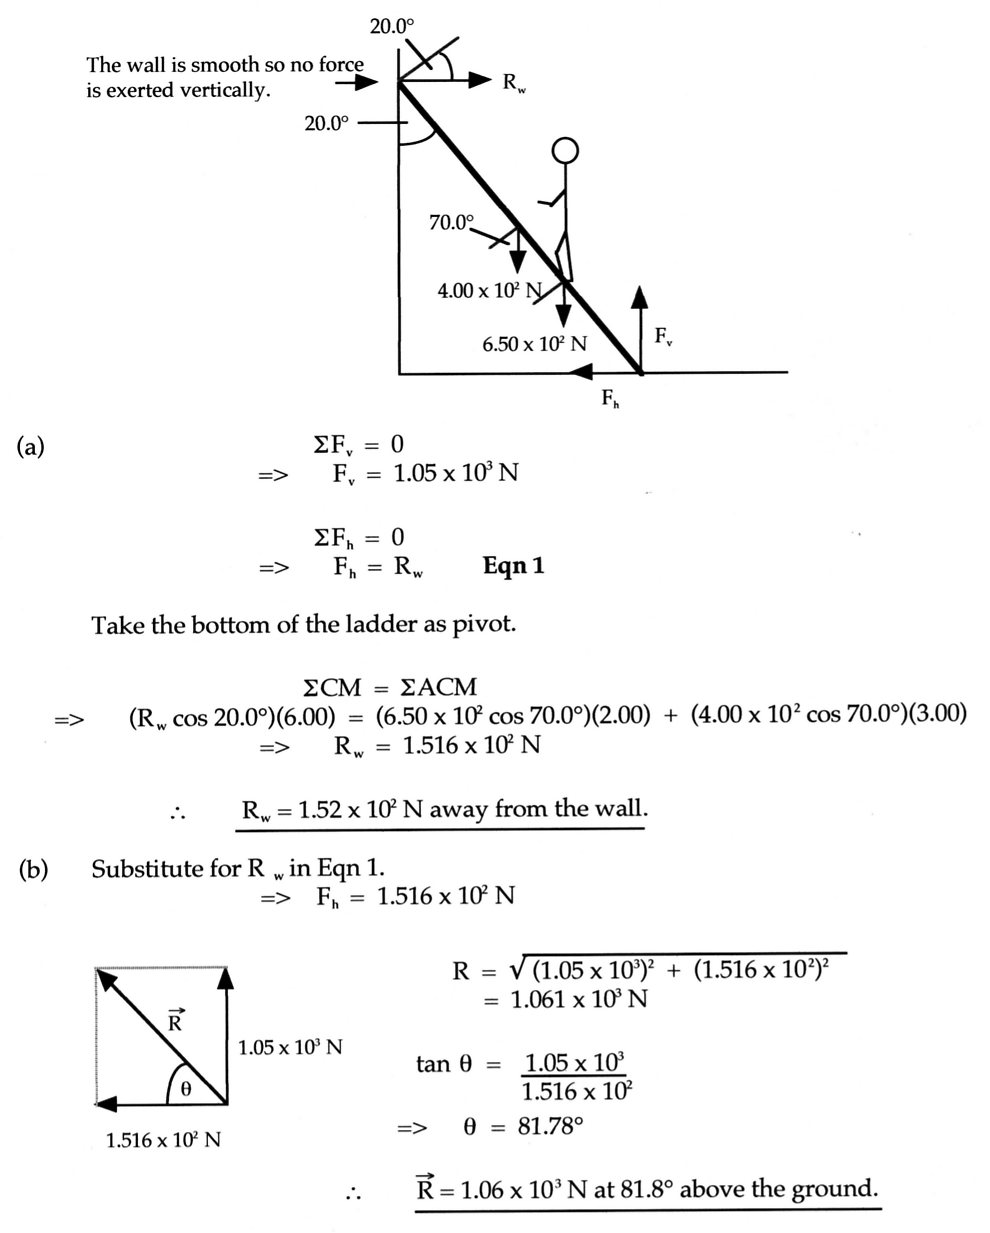 20.0°
The wall is smooth so no force
is exerted vertically.
R_w
20.0°
70.0°
4.00 x 10² N
6.50 x 10² N
F_v
F_h
(a)
ΣF_v = 0
=> F_v = 1.05 x 10³ N
ΣF_h = 0
=> F_h = R_w Eqn 1
Take the bottom of the ladder as pivot.
ΣCM = ΣACM
=> (R_w cos 20.0°)(6.00) = (6.50 x 10² cos 70.0°)(2.00) + (4.00 x 10² cos 70.0°)(3.00)
=> R_w = 1.516 x 10² N
∴ R_w = 1.52 x 10² N away from the wall.
(b) Substitute for R_w in Eqn 1.
=> F_h = 1.516 x 10² N
R = √(1.05 x 10³)² + (1.516 x 10²)²
= 1.061 x 10³ N
R⃗
1.05 x 10³ N
θ
1.516 x 10² N
tan θ = 1.05 x 10³
1.516 x 10²
=> θ = 81.78°
∴ R⃗ = 1.06 x 10³ N at 81.8° above the ground.